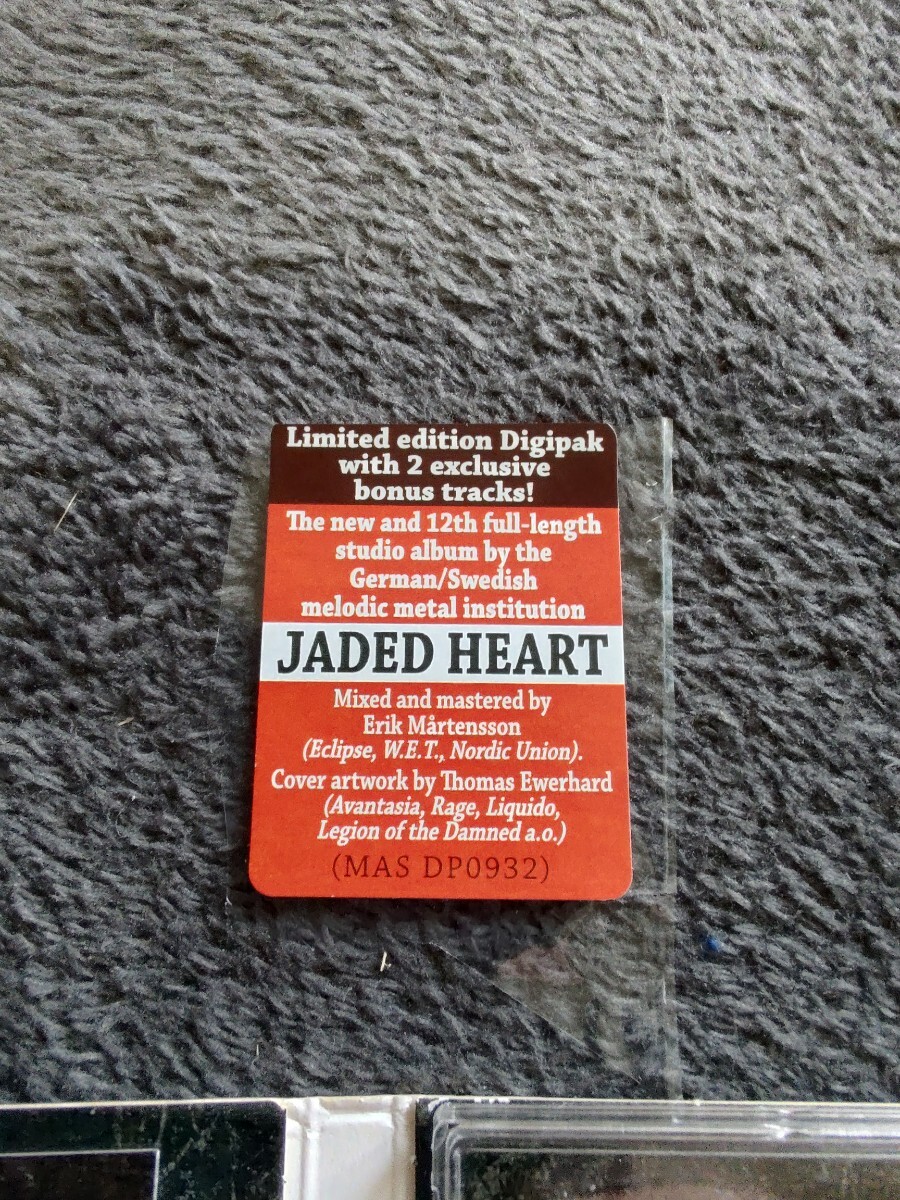 Limited edition Digipak
with 2 exclusive
bonus tracks!
The new and 12th full-length
studio album by the
German/Swedish
melodic metal institution
JADED HEART
Mixed and mastered by
Erik Mårtensson
(Eclipse, W.E.T., Nordic Union).
Cover artwork by Thomas Ewerhard
(Avantasia, Rage, Liquido,
Legion of the Damned a.o.)
(MAS DP0932)